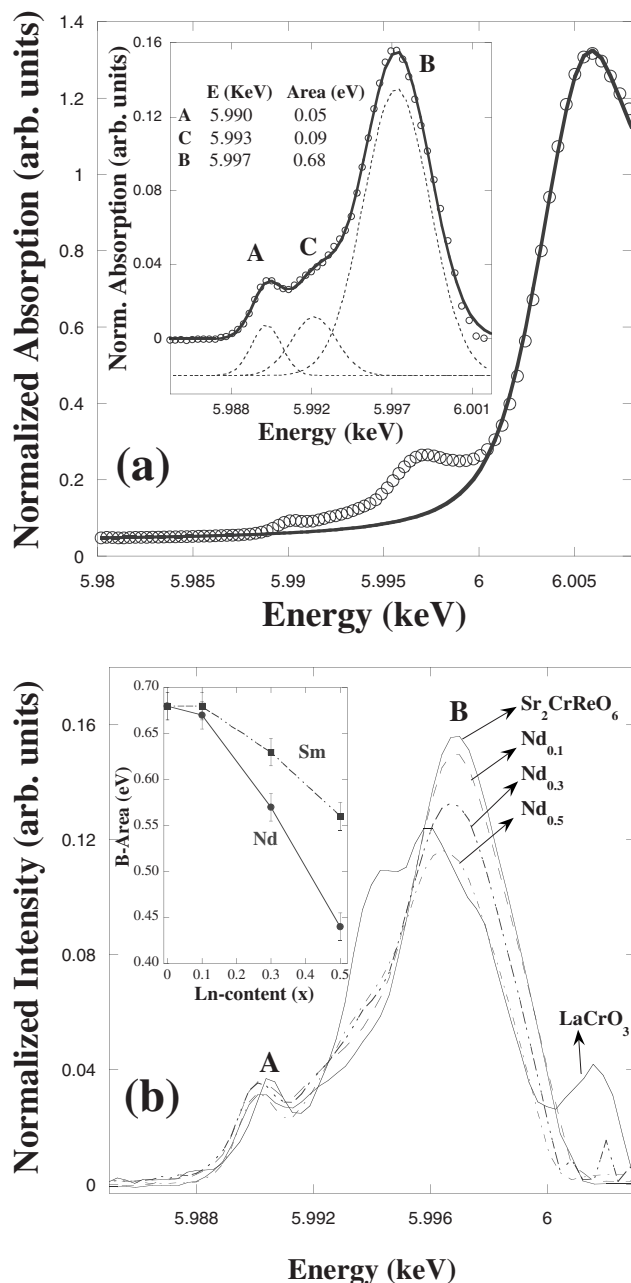 Normalized Absorption (arb. units)
1.4
1.2
1
0.8
0.6
0.4
0.2
0
5.98
5.985
5.99
5.995
6
6.005
Energy (keV)
(a)
Norm. Absorption (arb. units)
0.16
0.12
0.08
0.04
0
5.988
5.992
5.997
6.001
Energy (keV)
E (KeV) Area (eV)
A 5.990 0.05
C 5.993 0.09
B 5.997 0.68
A
C
B
Normalized Intensity (arb. units)
0.16
0.12
0.08
0.04
0
5.988
5.992
5.996
6
Energy (keV)
(b)
B-Area (eV)
0.70
0.65
0.60
0.55
0.50
0.45
0.40
0
0.1
0.2
0.3
0.4
0.5
Ln-content (x)
Sm
Nd
A
B
Sr₂CrReO₆
Nd₀.₁
Nd₀.₃
Nd₀.₅
LaCrO₃